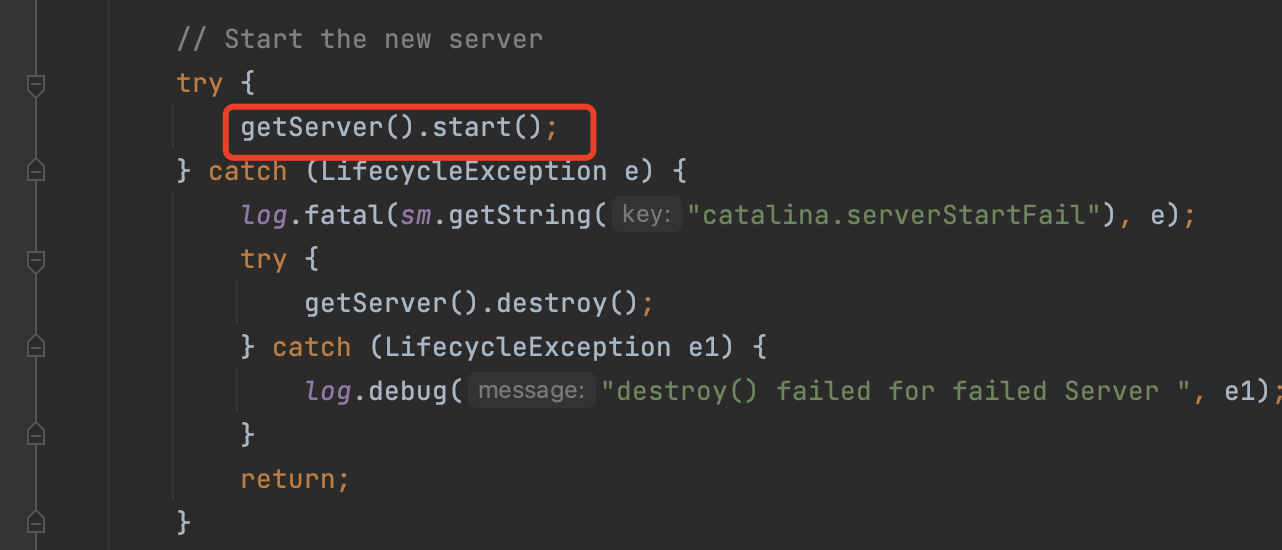 // Start the new server
try {
getServer().start();
} catch (LifecycleException e) {
log.fatal(sm.getString( key: "catalina.serverStartFail"), e);
try {
getServer().destroy();
} catch (LifecycleException e1) {
log.debug( message: "destroy() failed for failed Server ", e1);
}
return;
}